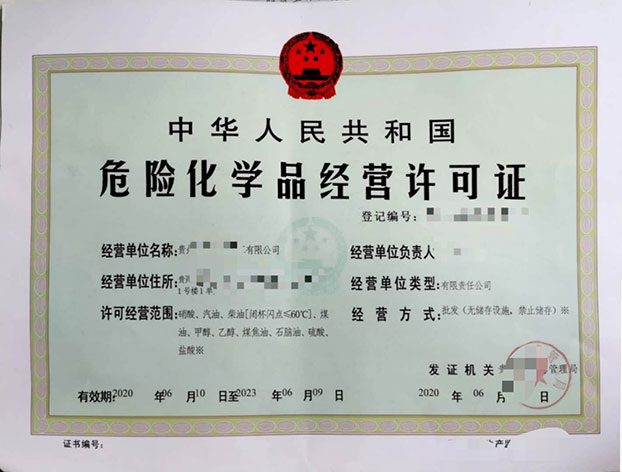 中华人民共和国
危险化学品经营许可证
登记编号:
经营单位名称: 贵 有限公司
经营单位负责人
经营单位住所: 贵
1号楼1单
经营单位类型: 有限责任公司
许可经营范围: 硝酸、汽油、柴油[闭杯闪点≤60℃]、煤
油、甲醇、乙醇、煤焦油、石脑油、硫酸、
盐酸※
经营方式: 批发(无储存设施,禁止储存)※
发证机关 管理局
有效期: 2020 年 06 月 10 日至 2023 年 06 月 09 日
2020 年 06 月 日
证书编号: